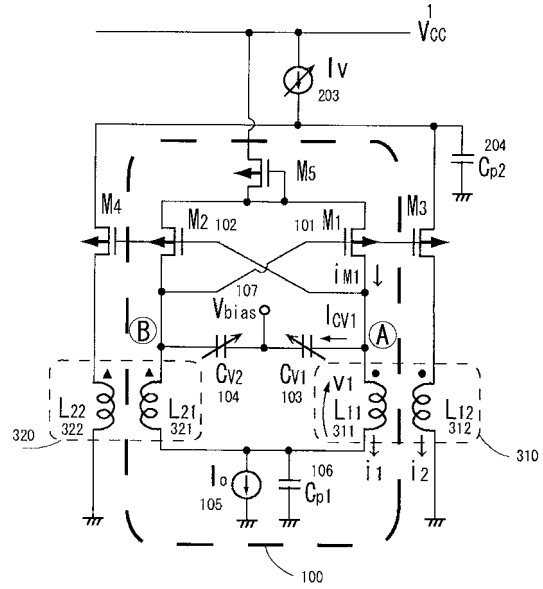 1
Vcc
Iv
203
204
Cp2
M5
M4
M2
102
101
M1
M3
iM1
107
Vbias
ICV1
B
A
CV2
104
CV1
103
V1
L22
322
L21
321
L11
311
L12
312
320
310
Io
105
106
Cp1
i1
i2
100